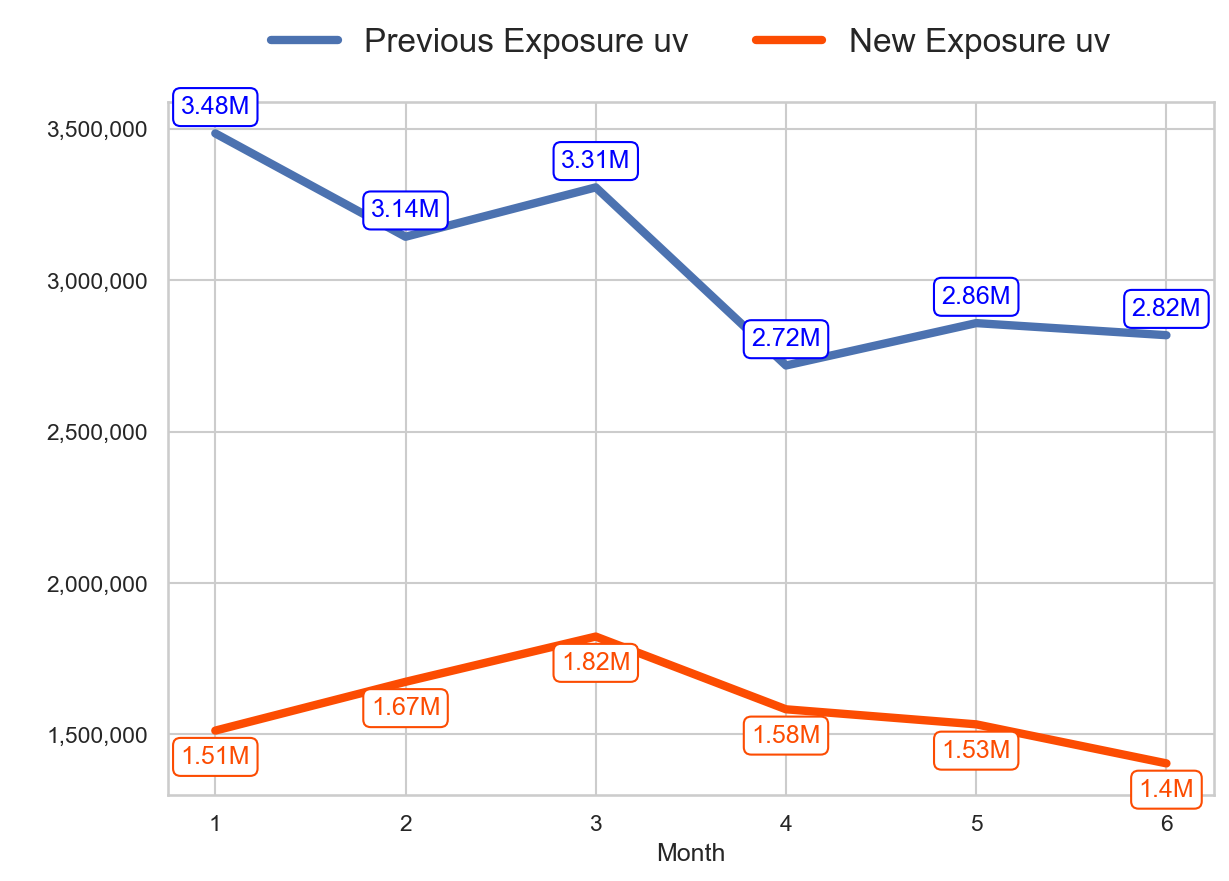 Previous Exposure uv New Exposure uv
3.48M
3,500,000
3.31M
3.14M
3,000,000
2.86M
2.82M
2.72M
2,500,000
2,000,000
1.82M
1.67M
1,500,000
1.58M
1.53M
1.51M
1.4M
1 2 3 4 5 6
Month